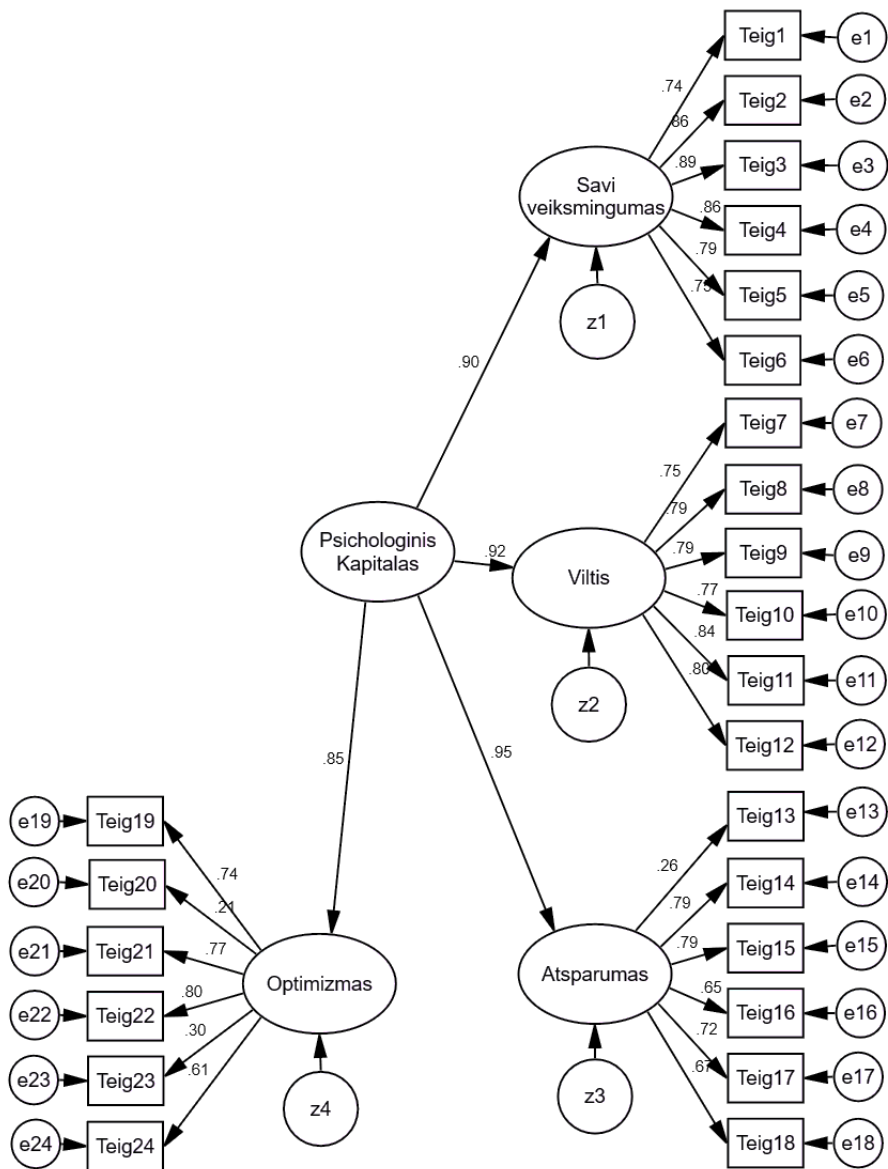 Teig1
e1
.74
Teig2
e2
.86
Teig3
e3
.89
Savi
veiksmingumas
Teig4
e4
.86
Teig5
e5
.79
Teig6
e6
.75
z1
.90
Teig7
e7
.75
Teig8
e8
.79
Psichologinis
Kapitalas
.92
Viltis
Teig9
e9
.79
Teig10
e10
.77
Teig11
e11
.84
Teig12
e12
.80
z2
.85
.95
Teig13
e13
.26
Teig14
e14
.79
Teig15
e15
.79
Atsparumas
Teig16
e16
.65
Teig17
e17
.72
Teig18
e18
.67
z3
e19
Teig19
.74
e20
Teig20
.21
e21
Teig21
.77
Optimizmas
e22
Teig22
.80
e23
Teig23
.30
e24
Teig24
.61
z4